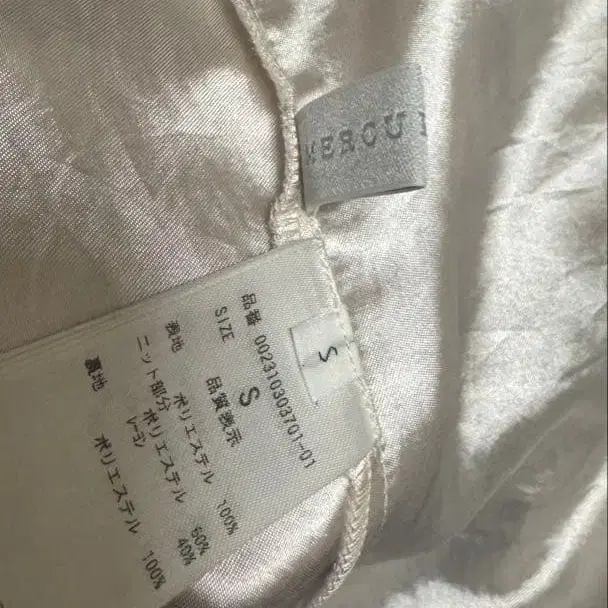 MERCU
S
品番 002310303701-01
SIZE S
品質表示
表地 ポリエステル 100%
ニット部分 ポリエステル 60%
レーヨン 40%
裏地 ポリエステル 100%